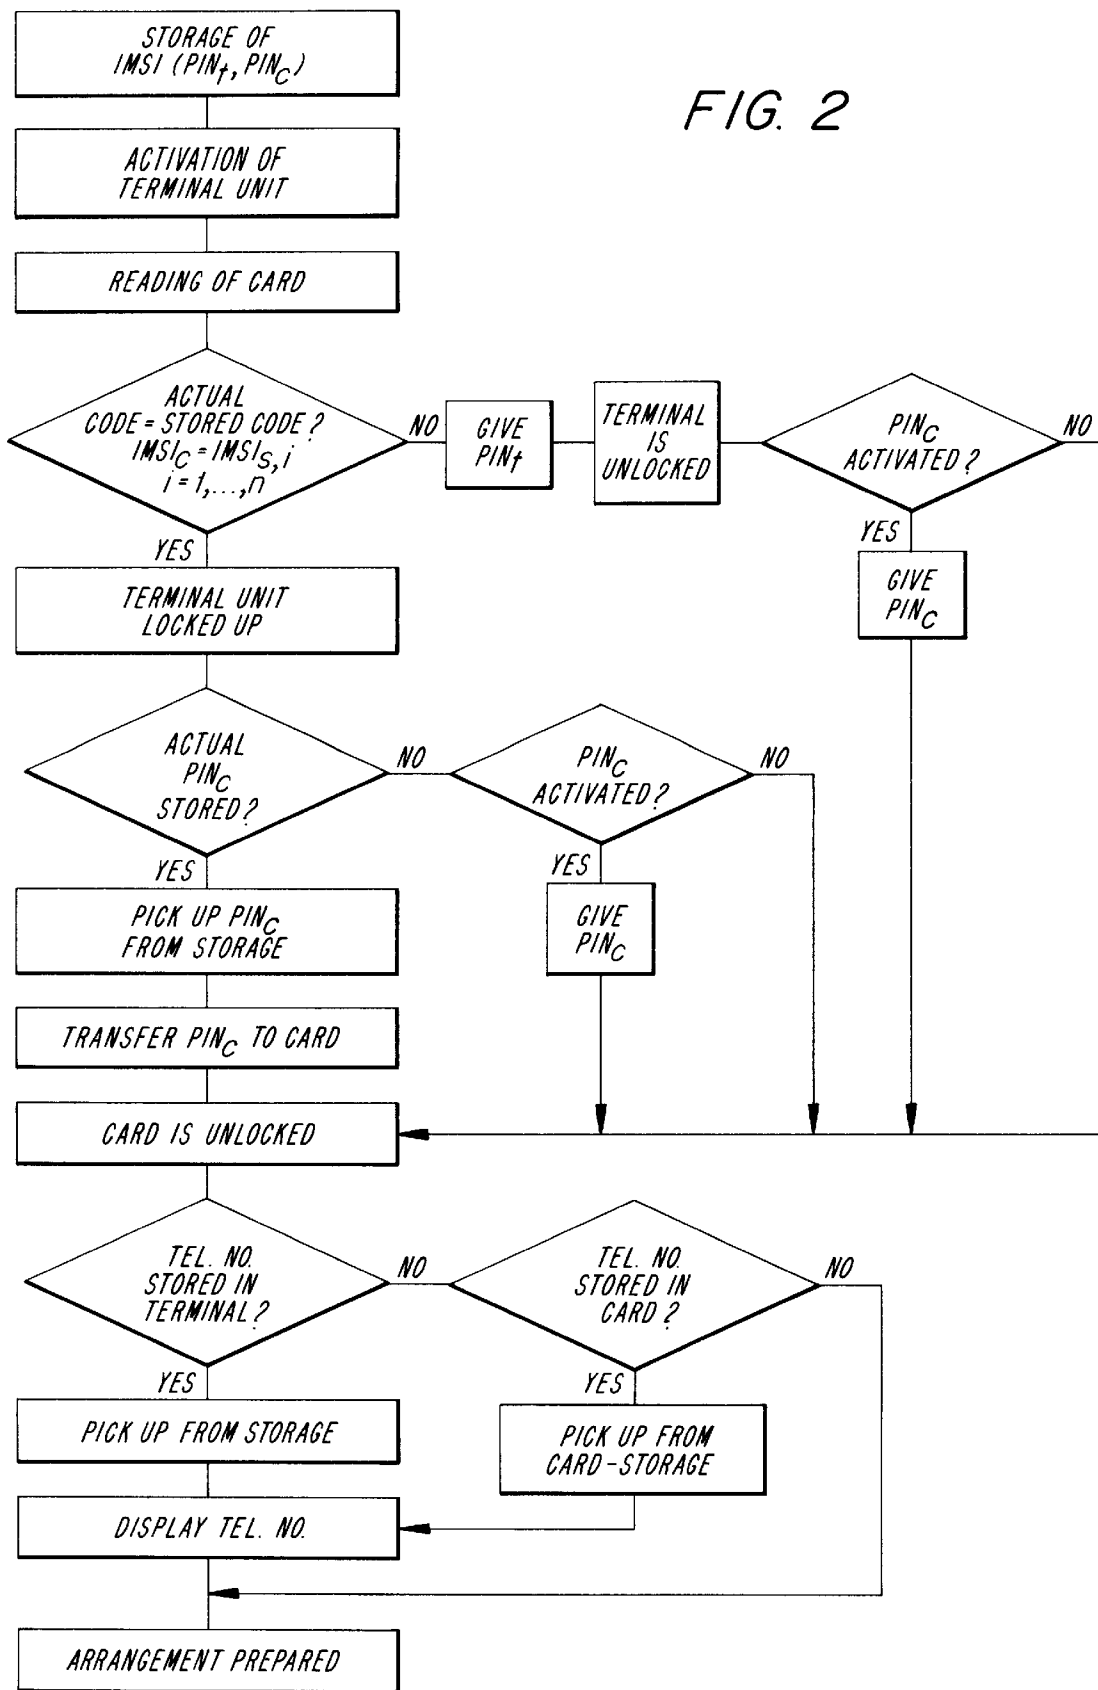 STORAGE OF
IMSI (PINt, PINC)
FIG. 2
ACTIVATION OF
TERMINAL UNIT
READING OF CARD
ACTUAL
CODE = STORED CODE?
IMSIC = IMSIS, i
i = 1,...,n
NO
GIVE
PINt
TERMINAL
IS
UNLOCKED
PINC
ACTIVATED?
NO
YES
YES
GIVE
PINC
TERMINAL UNIT
LOCKED UP
ACTUAL
PINC
STORED?
NO
PINC
ACTIVATED?
NO
YES
YES
PICK UP PINC
FROM STORAGE
GIVE
PINC
TRANSFER PINC TO CARD
CARD IS UNLOCKED
TEL. NO.
STORED IN
TERMINAL?
NO
TEL. NO.
STORED IN
CARD?
NO
YES
YES
PICK UP FROM STORAGE
PICK UP FROM
CARD-STORAGE
DISPLAY TEL. NO.
ARRANGEMENT PREPARED